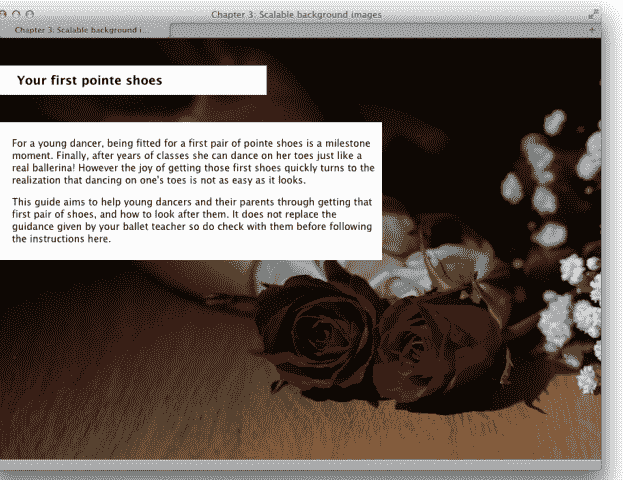 Chapter 3: Scalable background images
Chapter 3: Scalable background i...
Your first pointe shoes
For a young dancer, being fitted for a first pair of pointe shoes is a milestone
moment. Finally, after years of classes she can dance on her toes just like a
real ballerina! However the joy of getting those first shoes quickly turns to the
realization that dancing on one's toes is not as easy as it looks.
This guide aims to help young dancers and their parents through getting that
first pair of shoes, and how to look after them. It does not replace the
guidance given by your ballet teacher so do check with them before following
the instructions here.